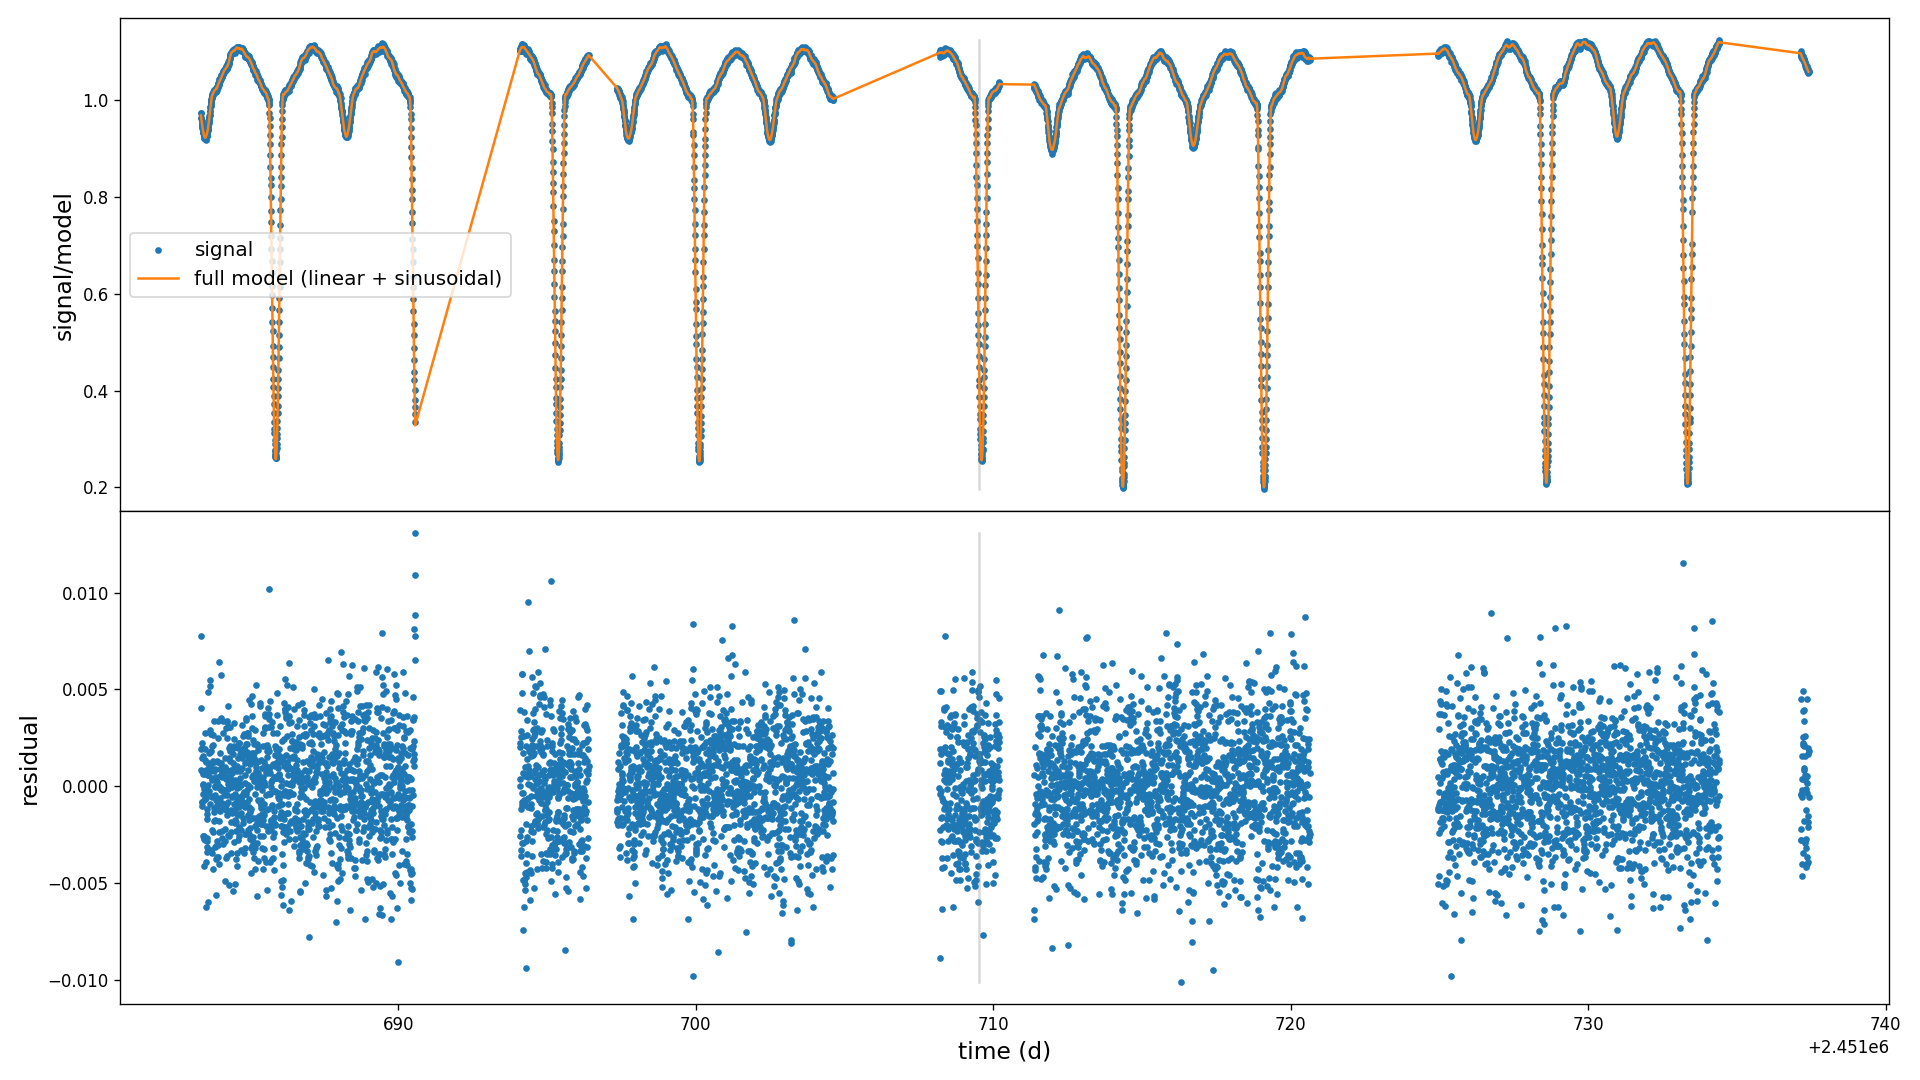 1.0
0.8
0.6
0.4
0.2
signal/model
signal
full model (linear + sinusoidal)
0.010
0.005
0.000
−0.005
−0.010
residual
690
700
710
720
730
740
time (d)
+2.451e6